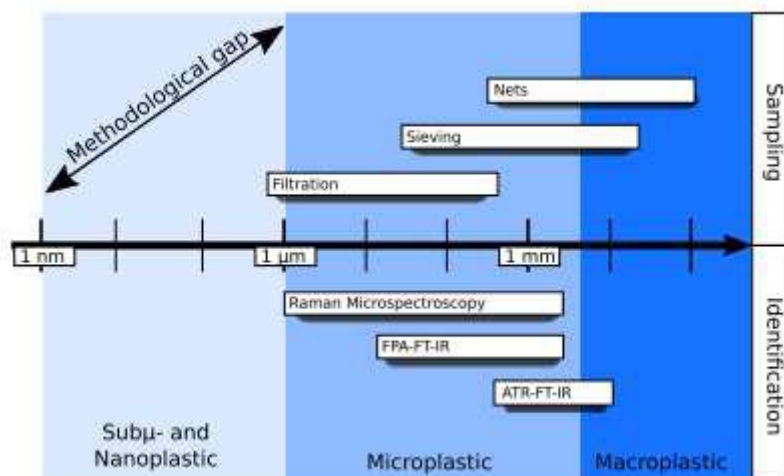 Methodological gap
Nets
Sieving
Filtration
Sampling
1 nm
1 µm
1 mm
Raman Microspectroscopy
FPA-FT-IR
ATR-FT-IR
Identification
Subµ- and
Nanoplastic
Microplastic
Macroplastic